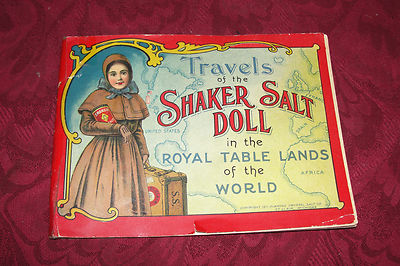 Travels
of the
SHAKER SALT
DOLL
in the
ROYAL TABLE LANDS
of the
WORLD
UNITED STATES
AFRICA
S.S.